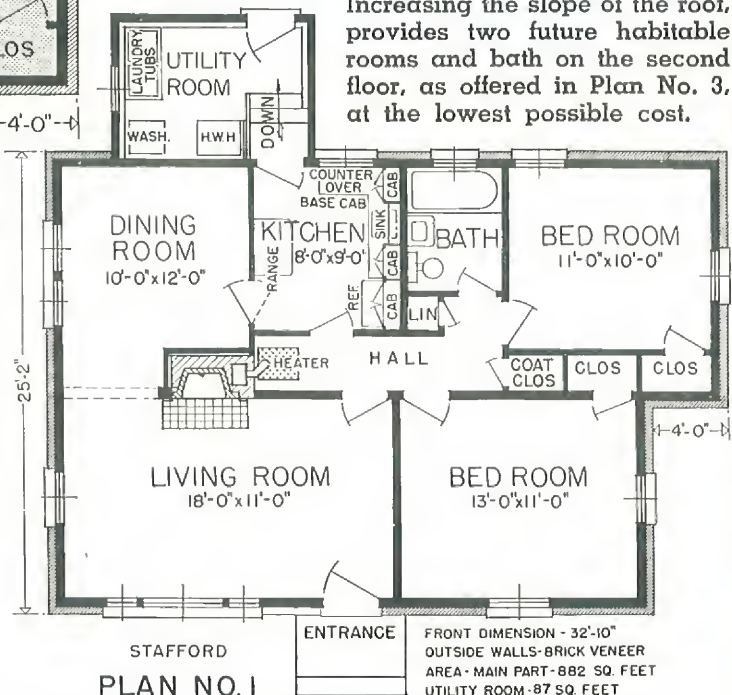 Increasing the slope of the roof,
provides two future habitable
rooms and bath on the second
floor, as offered in Plan No. 3,
at the lowest possible cost.
LOS
4'-0"
LAUNDRY
TUBS
UTILITY
ROOM
WASH.
H.W.H
DOWN
COUNTER
LOVER
BASE CAB
CAB
DINING
ROOM
10'-0"x12'-0"
KITCHEN
8'-0"x9'-0"
RANGE
SINK
CAB
REF.
CAB
BATH
LIN
BED ROOM
11'-0"x10'-0"
HEATER
HALL
COAT
CLOS
CLOS
CLOS
25'-2"
4'-0"
LIVING ROOM
18'-0"x11'-0"
BED ROOM
13'-0"x11'-0"
ENTRANCE
STAFFORD
PLAN NO. 1
FRONT DIMENSION - 32'-10"
OUTSIDE WALLS-BRICK VENEER
AREA - MAIN PART-882 SQ. FEET
UTILITY ROOM-87 SQ. FEET